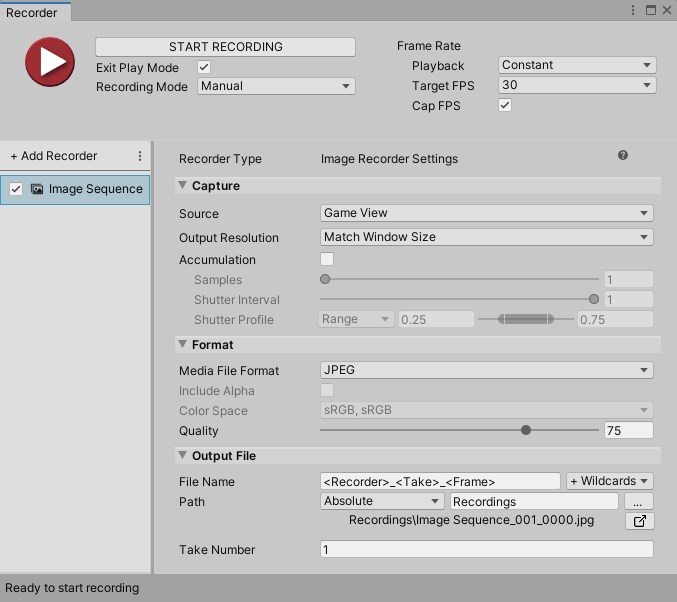 Recorder
START RECORDING
Exit Play Mode
Recording Mode Manual
Frame Rate
Playback Constant
Target FPS 30
Cap FPS
+ Add Recorder
Image Sequence
Recorder Type Image Recorder Settings
Capture
Source Game View
Output Resolution Match Window Size
Accumulation
Samples 1
Shutter Interval 1
Shutter Profile Range 0.25 0.75
Format
Media File Format JPEG
Include Alpha
Color Space sRGB, sRGB
Quality 75
Output File
File Name <Recorder>_<Take>_<Frame> + Wildcards
Path Absolute Recordings ...
Recordings\Image Sequence_001_0000.jpg
Take Number 1
Ready to start recording